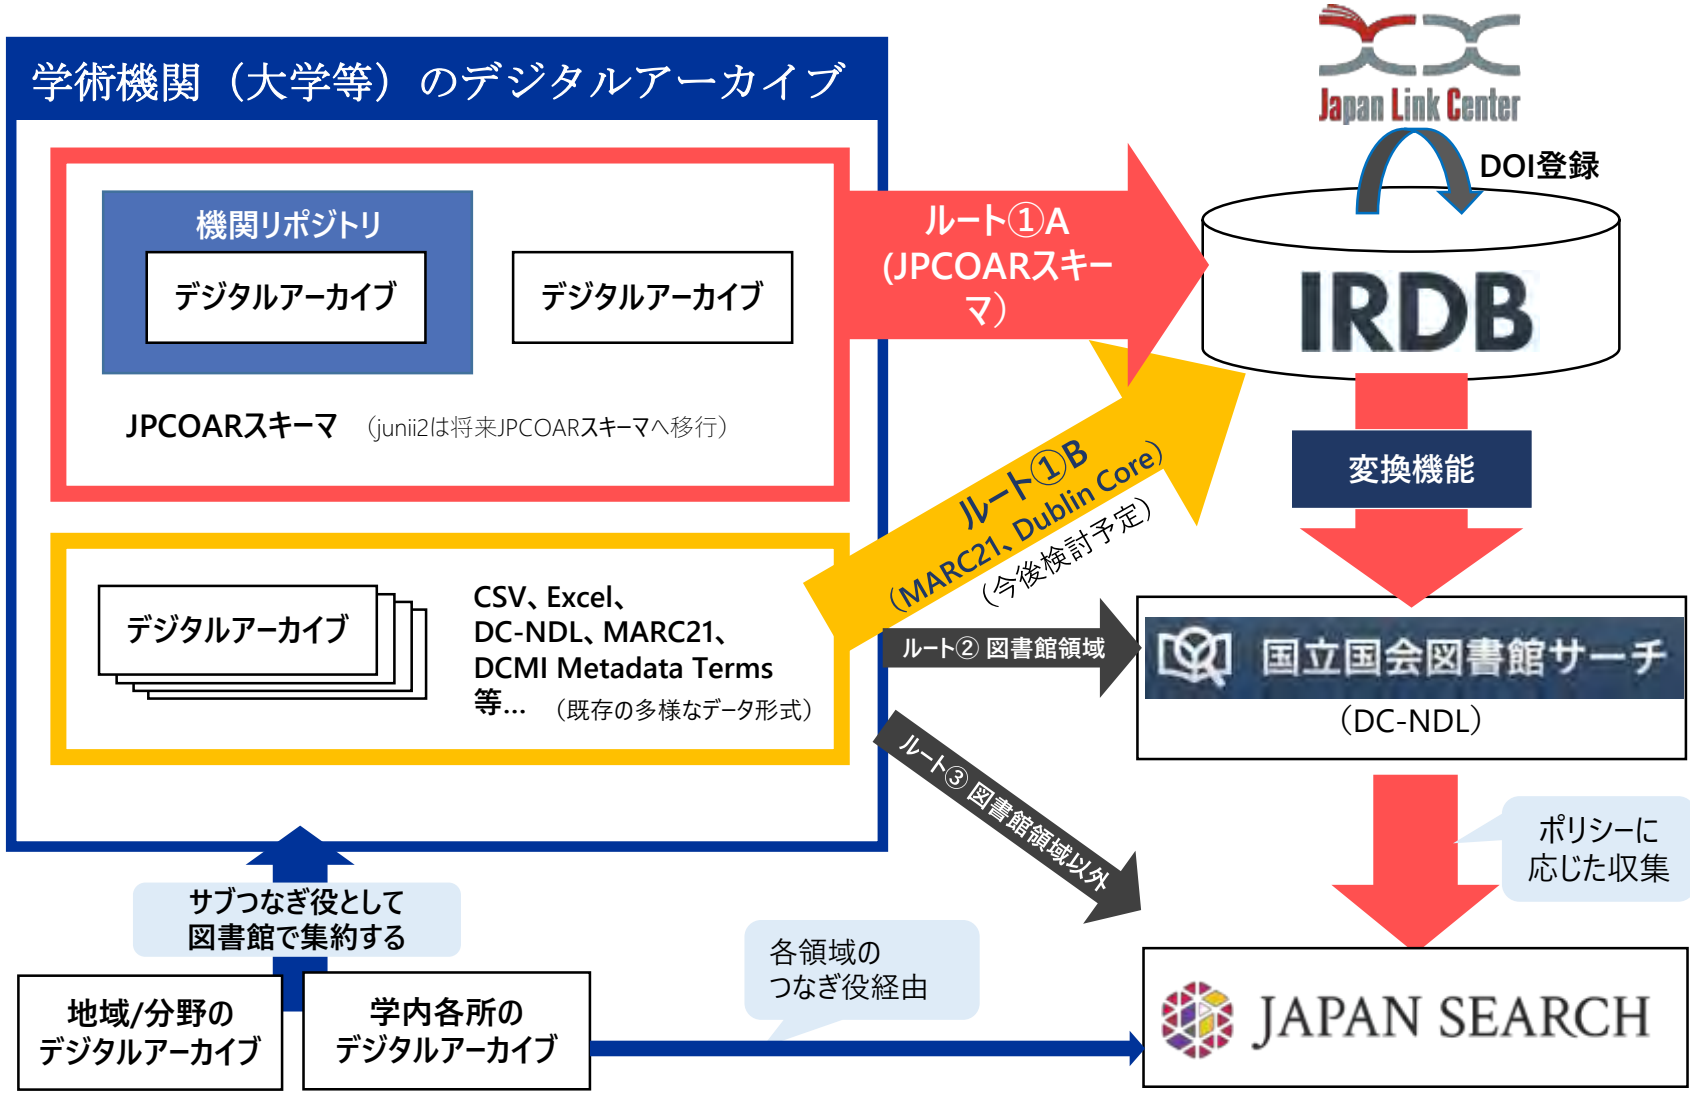 学術機関（大学等）のデジタルアーカイブ
機関リポジトリ
デジタルアーカイブ
デジタルアーカイブ
JPCOARスキーマ （junii2は将来JPCOARスキーマへ移行）
デジタルアーカイブ
CSV、Excel、
DC-NDL、MARC21、
DCMI Metadata Terms
等… （既存の多様なデータ形式）
ルート①A
(JPCOARスキー
マ）
ルート①B
（MARC21、Dublin Core）
（今後検討予定）
ルート② 図書館領域
ルート③ 図書館領域以外
Japan Link Center
DOI登録
IRDB
変換機能
国立国会図書館サーチ
（DC-NDL）
ポリシーに
応じた収集
サブつなぎ役として
図書館で集約する
地域/分野の
デジタルアーカイブ
学内各所の
デジタルアーカイブ
各領域の
つなぎ役経由
JAPAN SEARCH